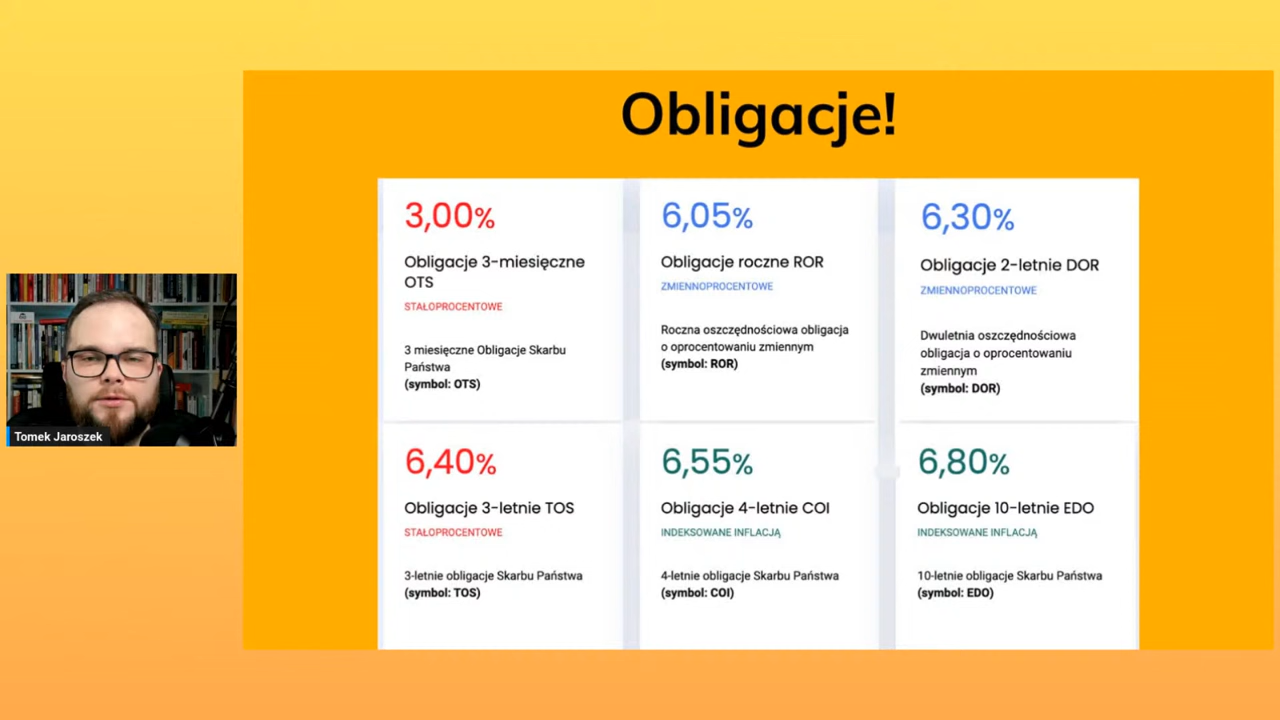 Obligacje!
3,00%
Obligacje 3-miesięczne
OTS
STAŁOPROCENTOWE
3 miesięczne Obligacje Skarbu
Państwa
(symbol: OTS)
6,05%
Obligacje roczne ROR
ZMIENNOPROCENTOWE
Roczna oszczędnościowa obligacja
o oprocentowaniu zmiennym
(symbol: ROR)
6,30%
Obligacje 2-letnie DOR
ZMIENNOPROCENTOWE
Dwuletnia oszczędnościowa
obligacja o oprocentowaniu
zmiennym
(symbol: DOR)
6,40%
Obligacje 3-letnie TOS
STAŁOPROCENTOWE
3-letnie obligacje Skarbu Państwa
(symbol: TOS)
6,55%
Obligacje 4-letnie COI
INDEKSOWANE INFLACJĄ
4-letnie obligacje Skarbu Państwa
(symbol: COI)
6,80%
Obligacje 10-letnie EDO
INDEKSOWANE INFLACJĄ
10-letnie obligacje Skarbu Państwa
(symbol: EDO)
Tomek Jaroszek